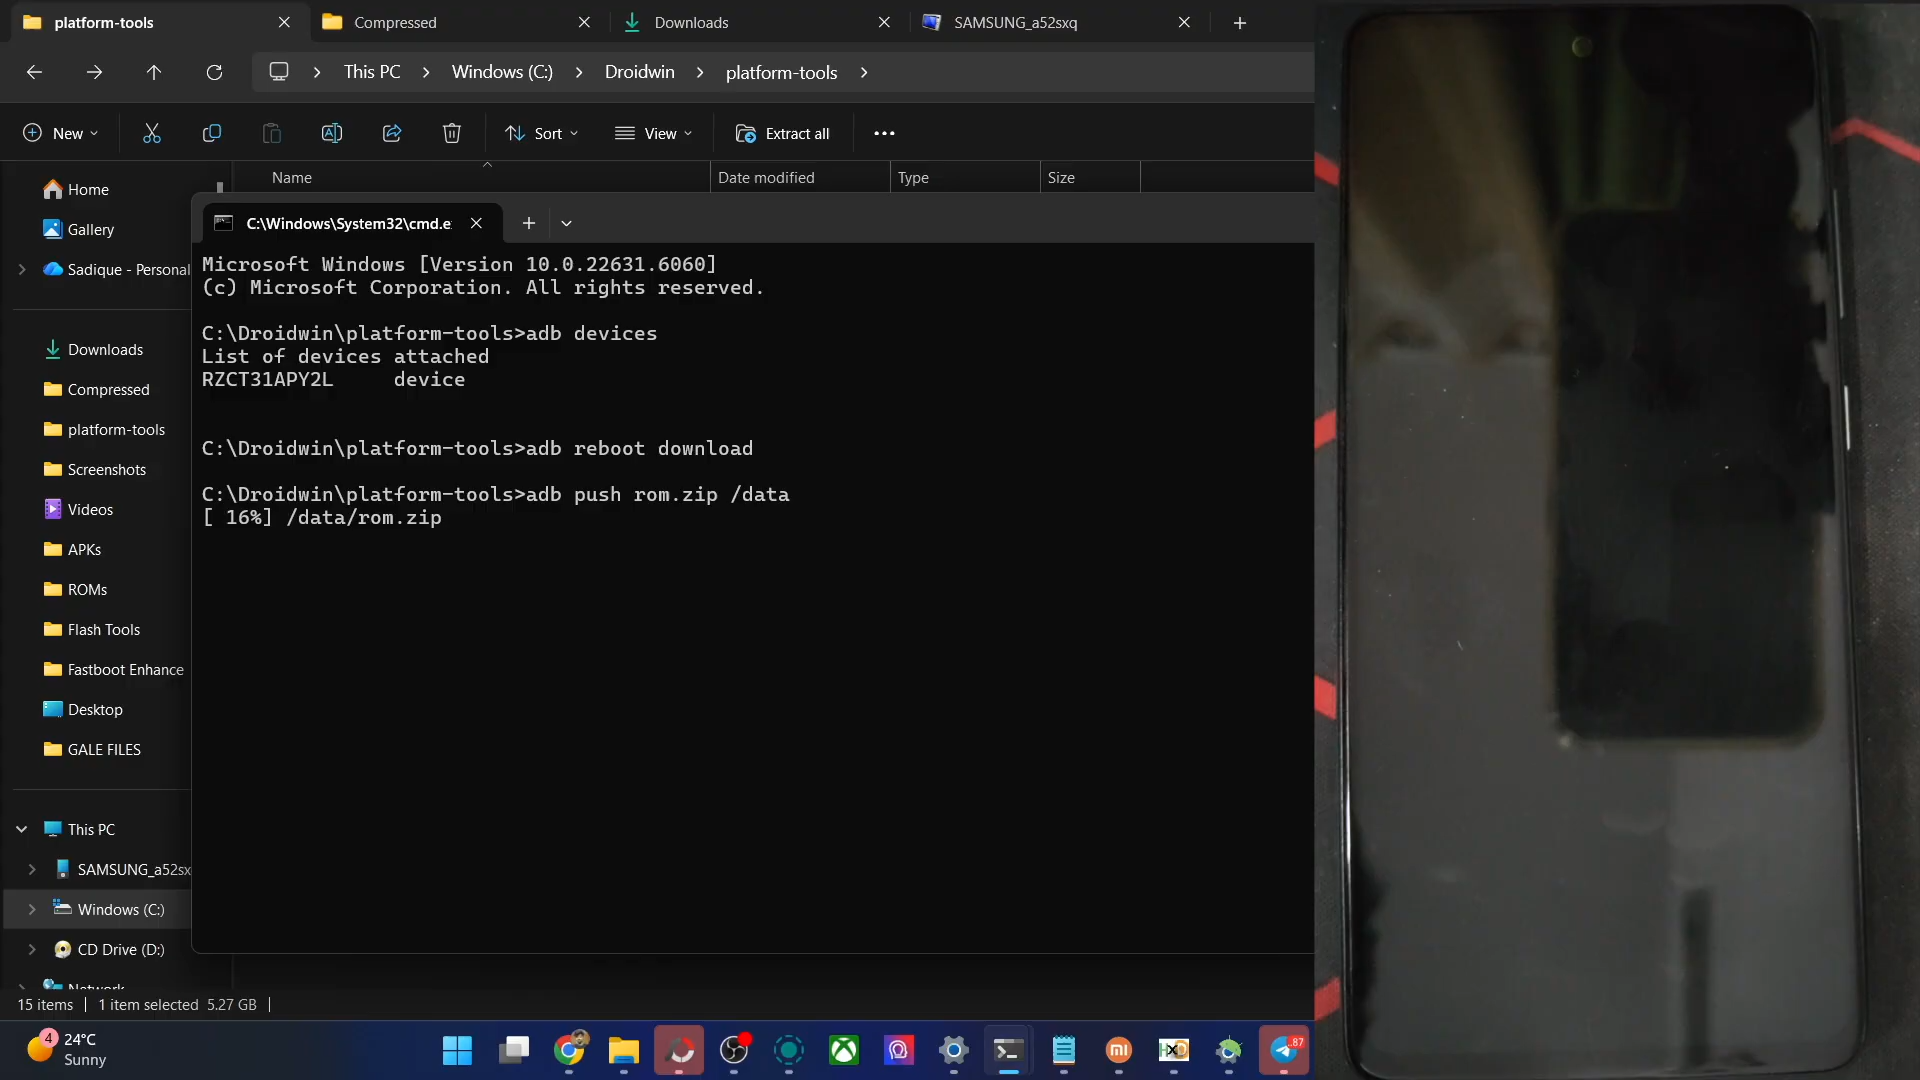 platform-tools
Compressed
Downloads
SAMSUNG_a52sxq
This PC
Windows (C:)
Droidwin
platform-tools
New
Sort
View
Extract all
Name
Date modified
Type
Size
Home
Gallery
Sadique - Personal
Downloads
Compressed
platform-tools
Screenshots
Videos
APKs
ROMs
Flash Tools
Fastboot Enhance
Desktop
GALE FILES
This PC
SAMSUNG_a52sx
Windows (C:)
CD Drive (D:)
Network
C:\Windows\System32\cmd.e
Microsoft Windows [Version 10.0.22631.6060]
(c) Microsoft Corporation. All rights reserved.
C:\Droidwin\platform-tools>adb devices
List of devices attached
RZCT31APY2L device
C:\Droidwin\platform-tools>adb reboot download
C:\Droidwin\platform-tools>adb push rom.zip /data
[ 16%] /data/rom.zip
15 items
1 item selected 5.27 GB
4
24°C
Sunny
mi
HXD
..87